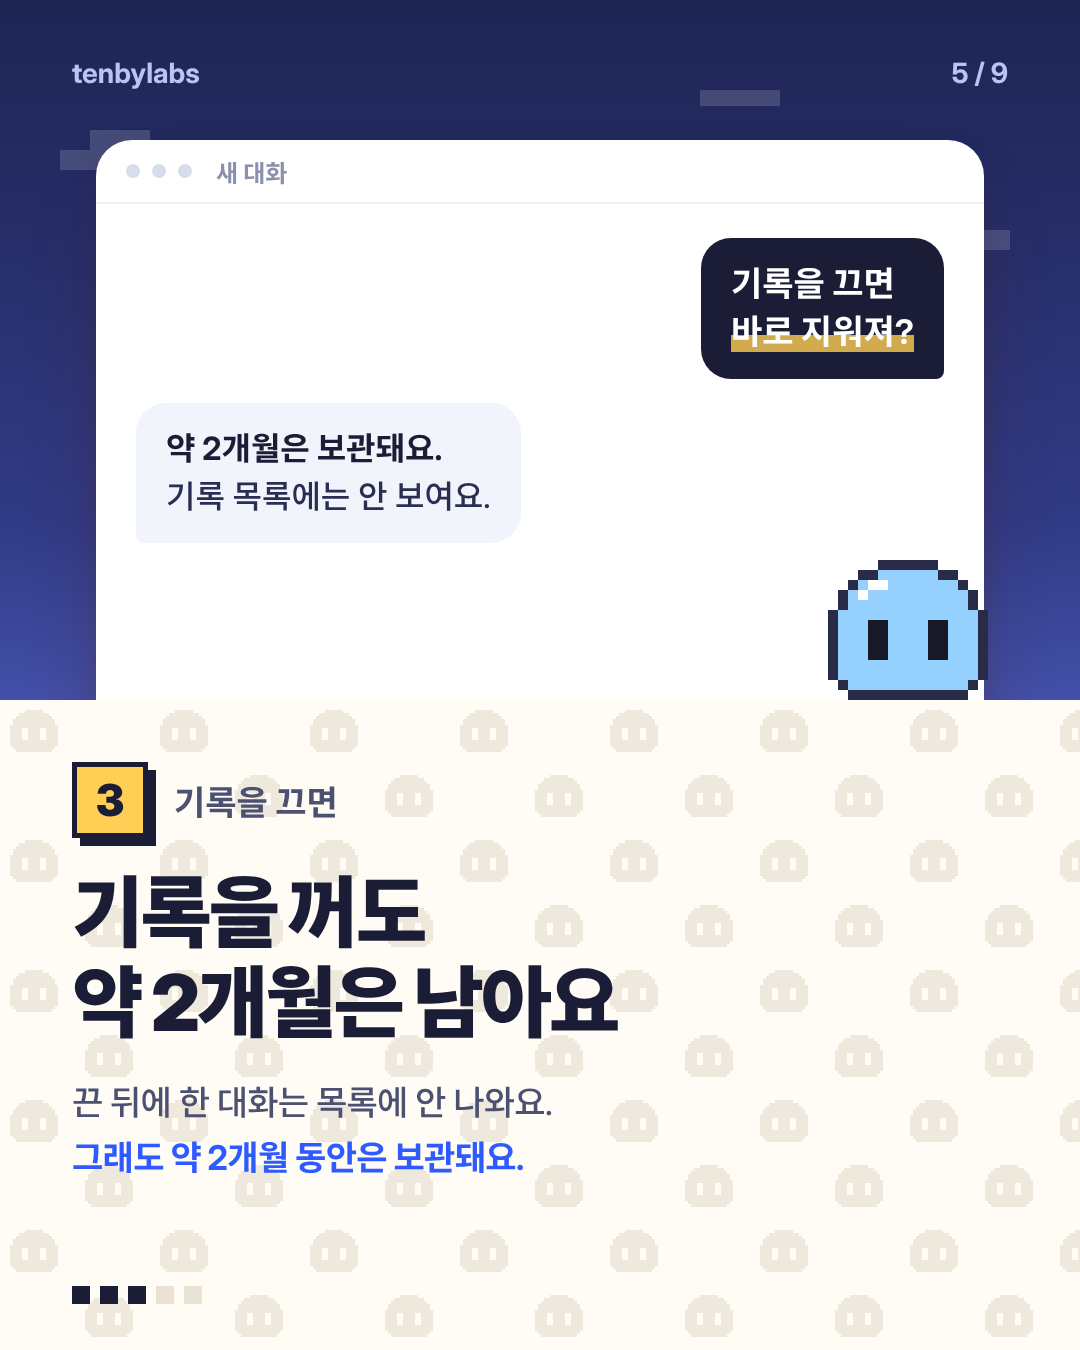 tenbylabs
5 / 9
새 대화
기록을 끄면
바로 지워져?
약 2개월은 보관돼요.
기록 목록에는 안 보여요.
3
기록을 끄면
기록을 꺼도
약 2개월은 남아요
끈 뒤에 한 대화는 목록에 안 나와요.
그래도 약 2개월 동안은 보관돼요.